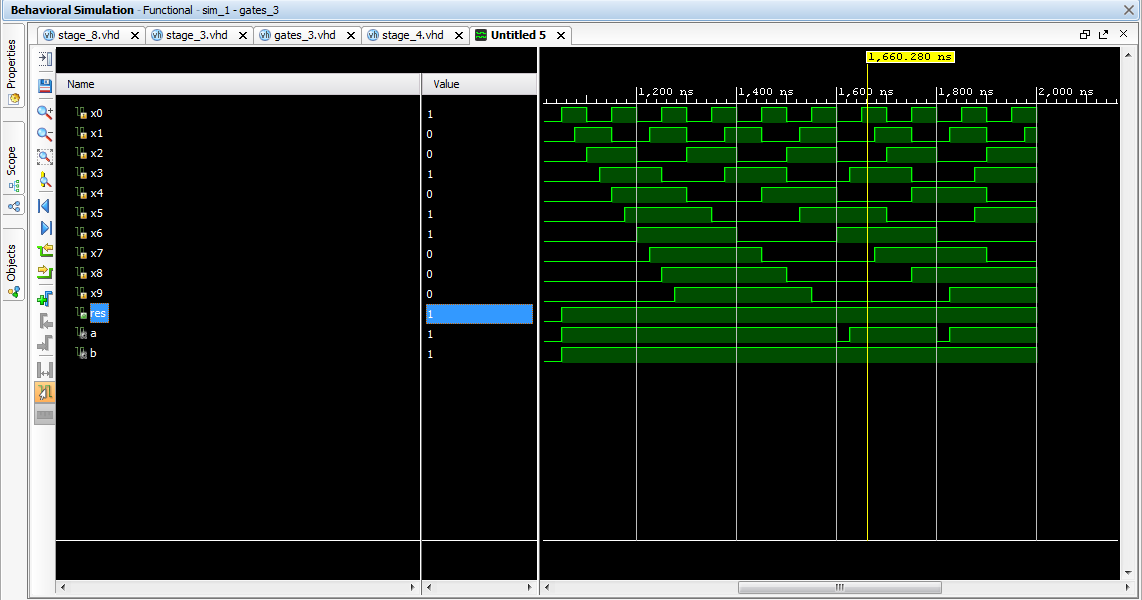 Behavioral Simulation - Functional - sim_1 - gates_3
stage_8.vhd
stage_3.vhd
gates_3.vhd
stage_4.vhd
Untitled 5
Properties
Scope
Objects
Name
Value
x0
1
x1
0
x2
0
x3
1
x4
0
x5
1
x6
1
x7
0
x8
0
x9
0
res
1
a
1
b
1
1,660.280 ns
1,200 ns
1,400 ns
1,600 ns
1,800 ns
2,000 ns